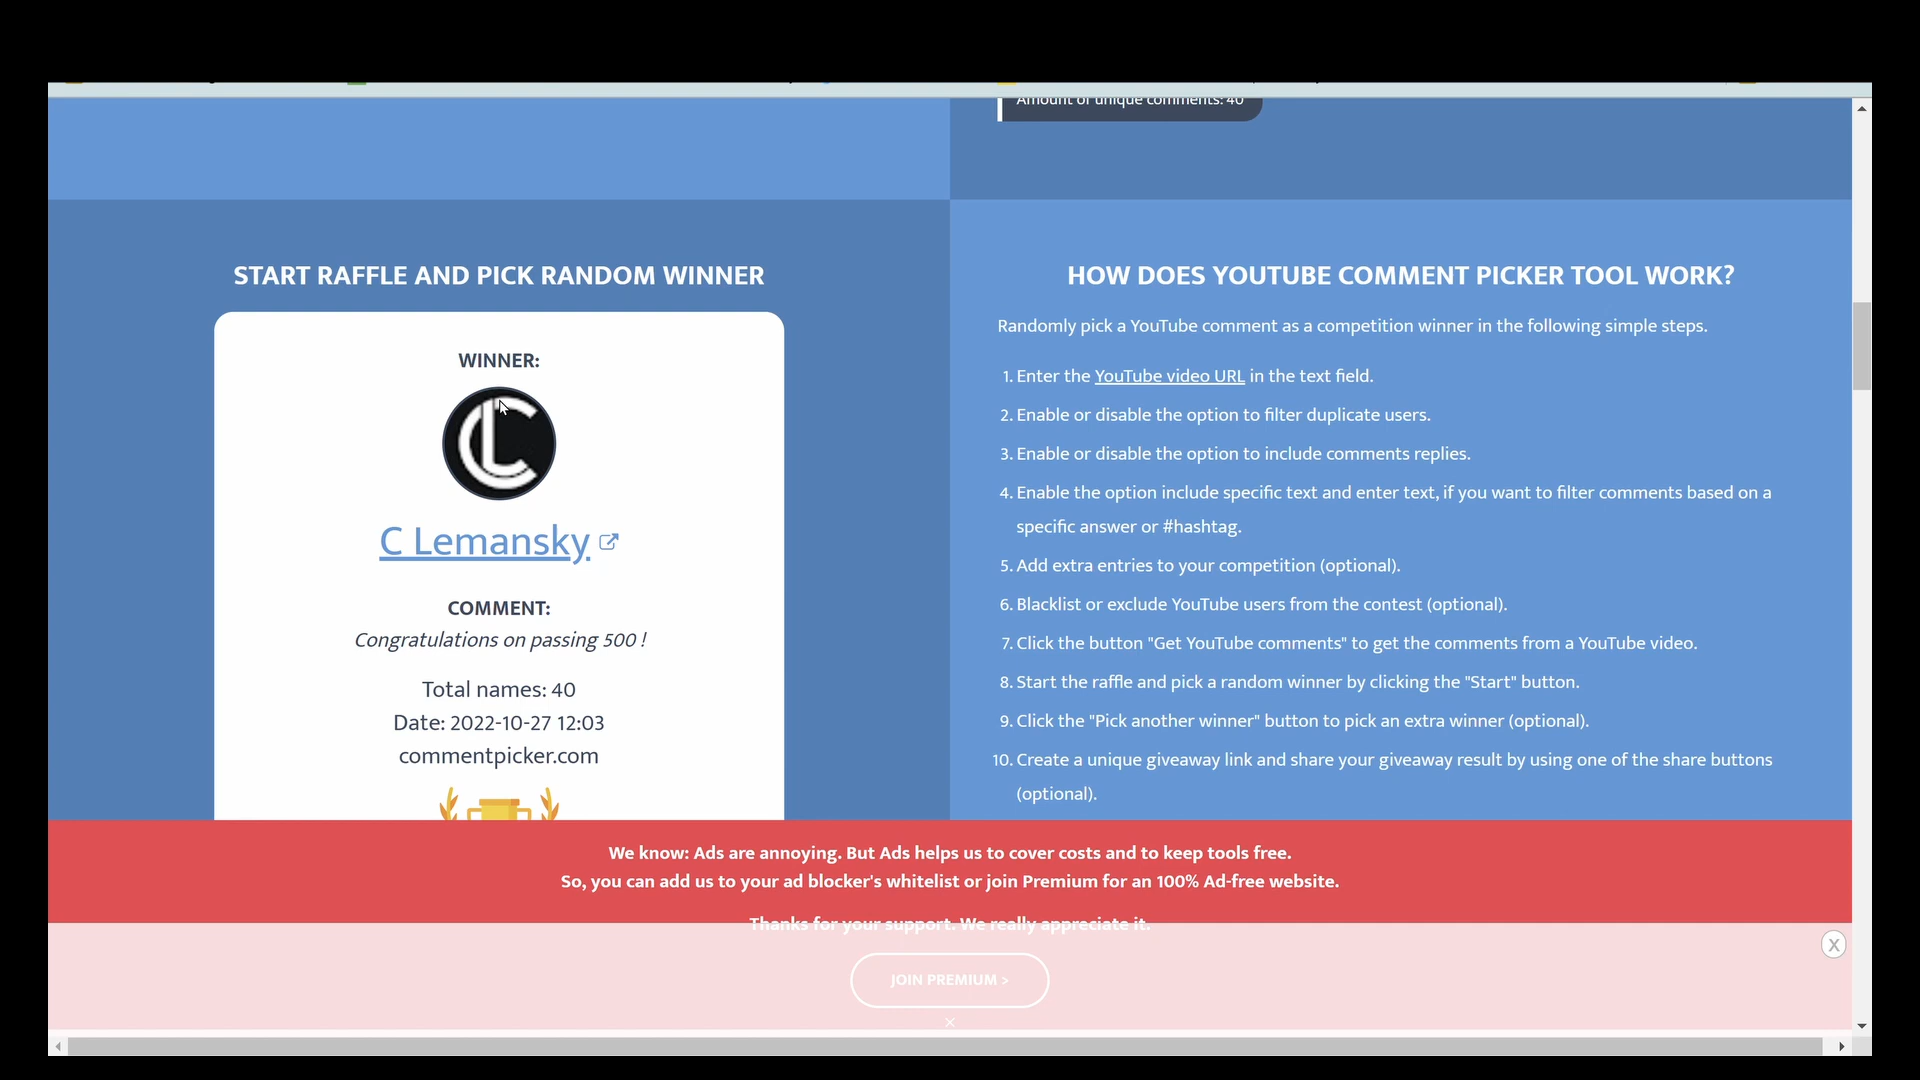 Amount of unique comments: 40
START RAFFLE AND PICK RANDOM WINNER
WINNER:
C Lemansky
COMMENT:
Congratulations on passing 500 !
Total names: 40
Date: 2022-10-27 12:03
commentpicker.com
HOW DOES YOUTUBE COMMENT PICKER TOOL WORK?
Randomly pick a YouTube comment as a competition winner in the following simple steps.
1. Enter the YouTube video URL in the text field.
2. Enable or disable the option to filter duplicate users.
3. Enable or disable the option to include comments replies.
4. Enable the option include specific text and enter text, if you want to filter comments based on a
specific answer or #hashtag.
5. Add extra entries to your competition (optional).
6. Blacklist or exclude YouTube users from the contest (optional).
7. Click the button "Get YouTube comments" to get the comments from a YouTube video.
8. Start the raffle and pick a random winner by clicking the "Start" button.
9. Click the "Pick another winner" button to pick an extra winner (optional).
10. Create a unique giveaway link and share your giveaway result by using one of the share buttons
(optional).
We know: Ads are annoying. But Ads helps us to cover costs and to keep tools free.
So, you can add us to your ad blocker's whitelist or join Premium for an 100% Ad-free website.
Thanks for your support. We really appreciate it.
X
JOIN PREMIUM >
×